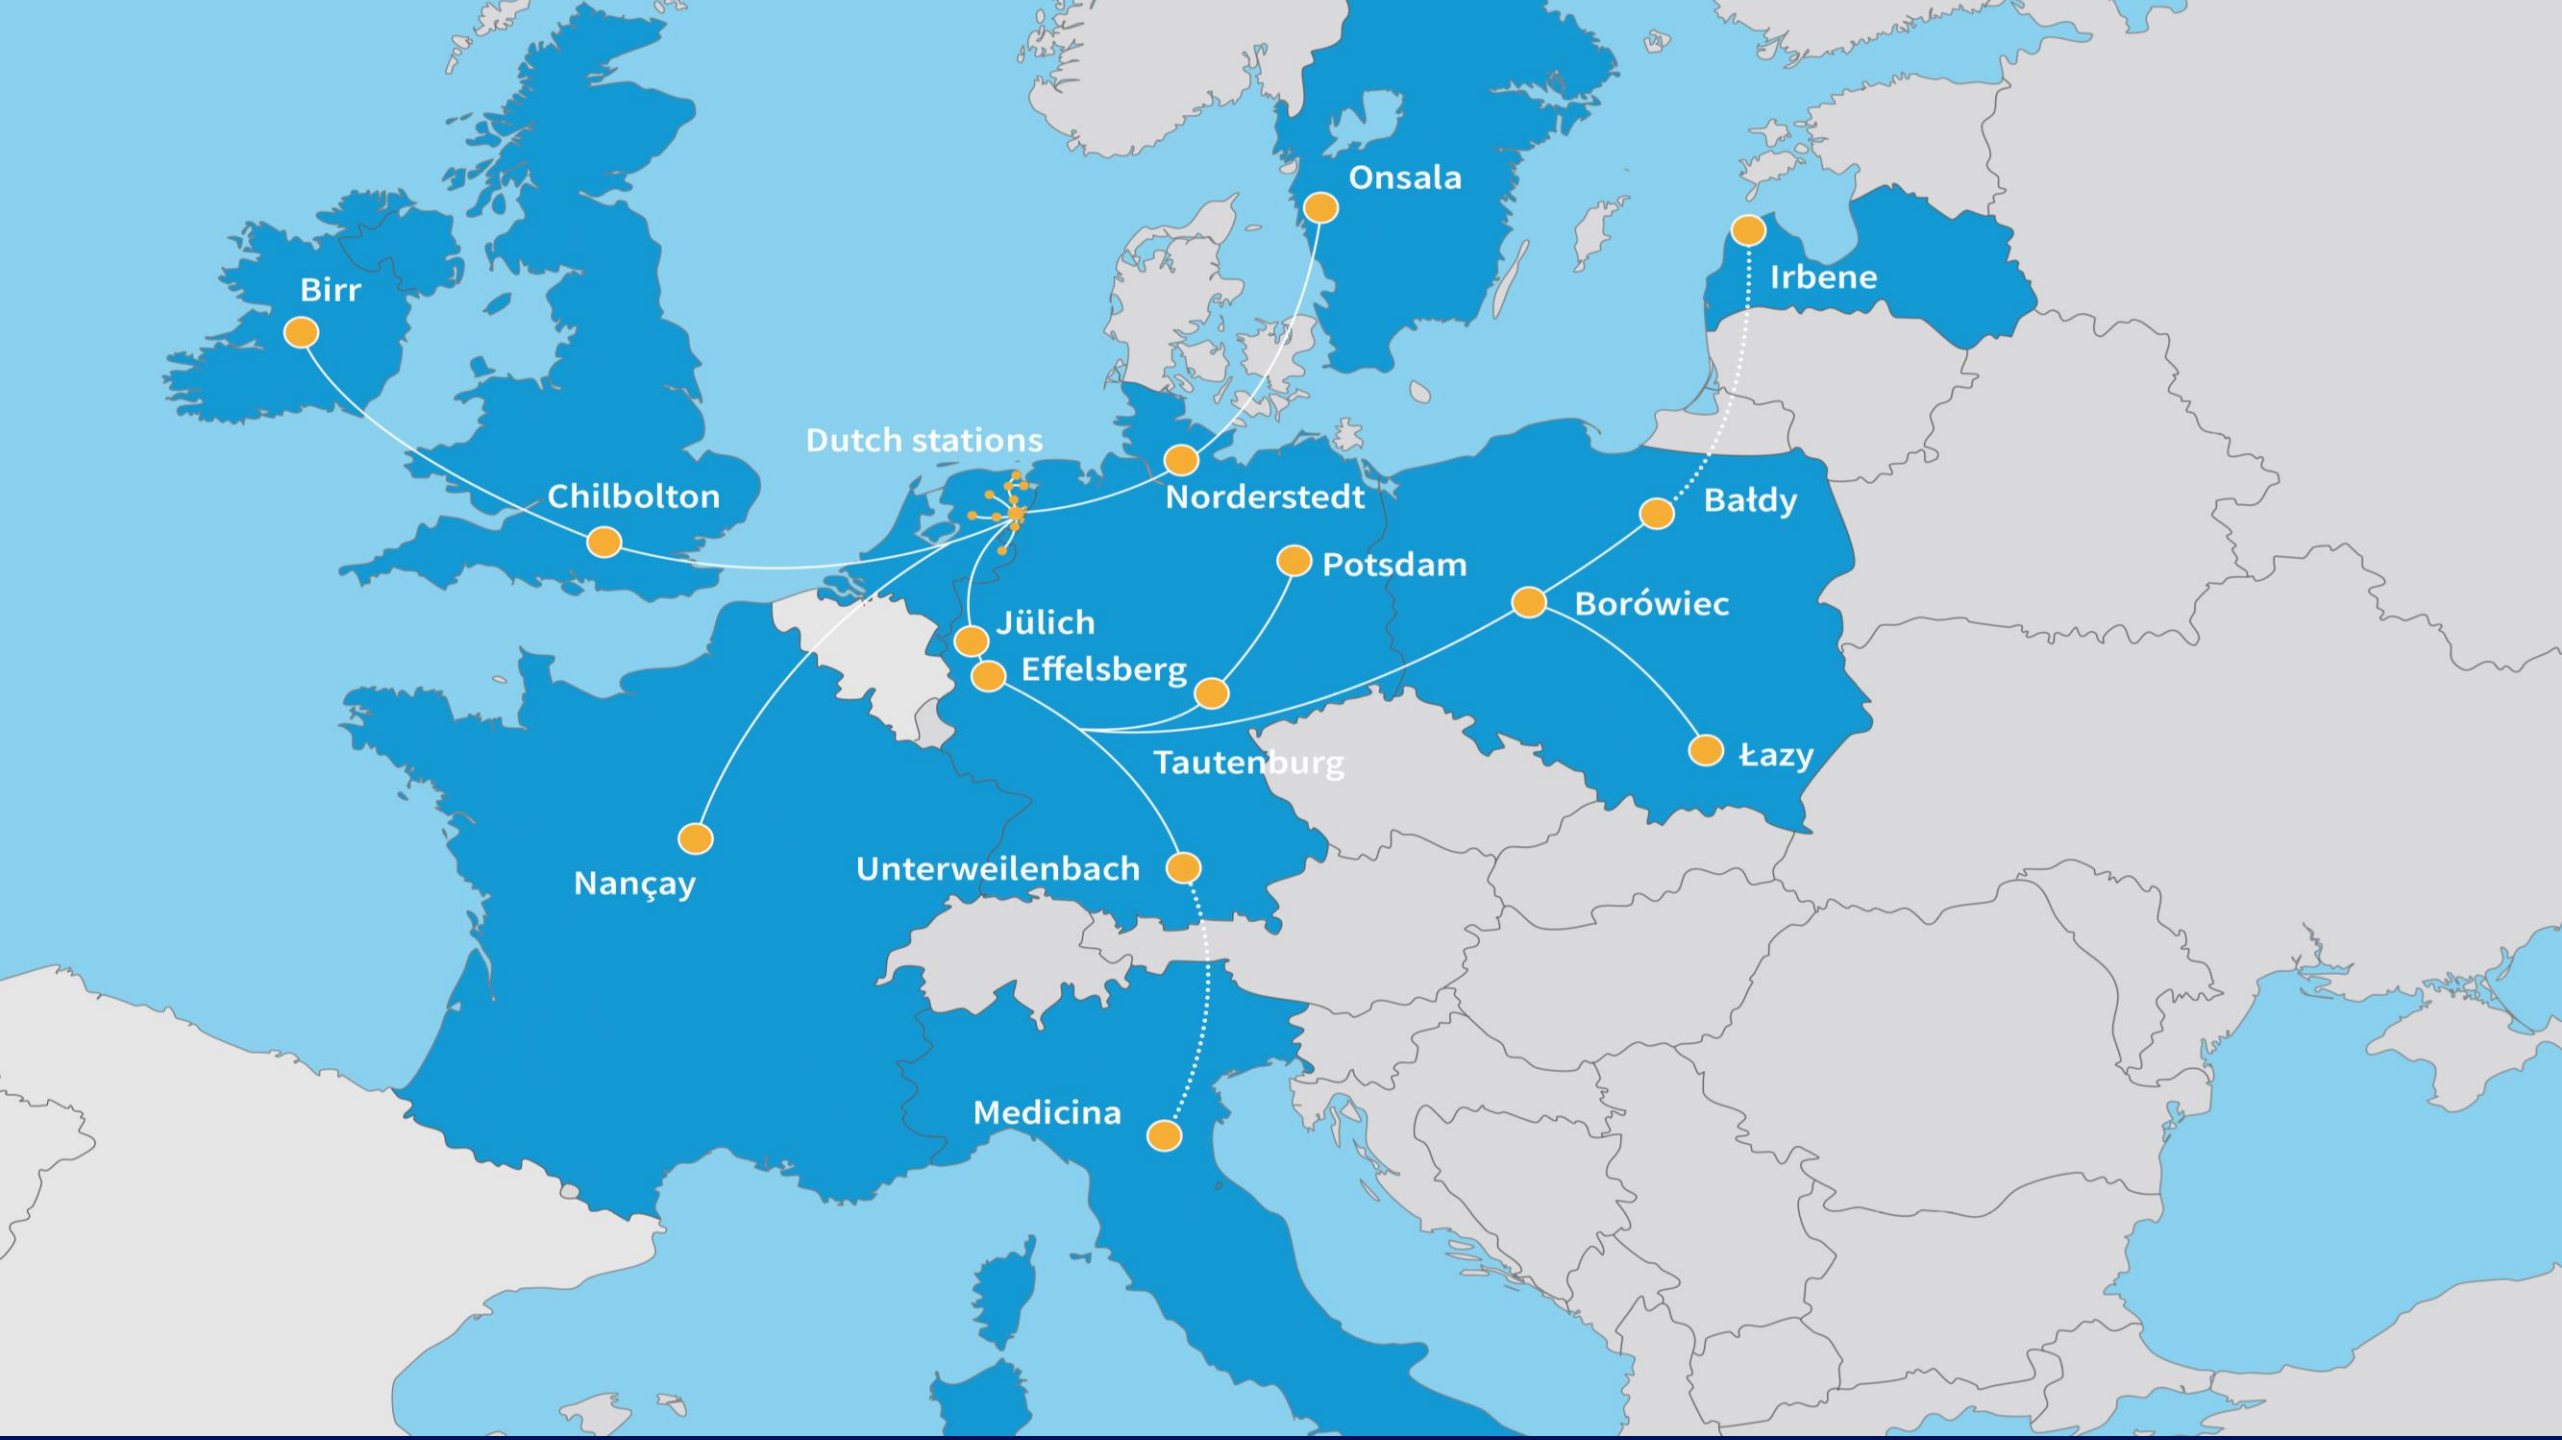 Onsala
Irbene
Birr
Dutch stations
Chilbolton
Norderstedt
Bałdy
Potsdam
Borówiec
Jülich
Effelsberg
Tautenburg
Łazy
Unterweilenbach
Nançay
Medicina